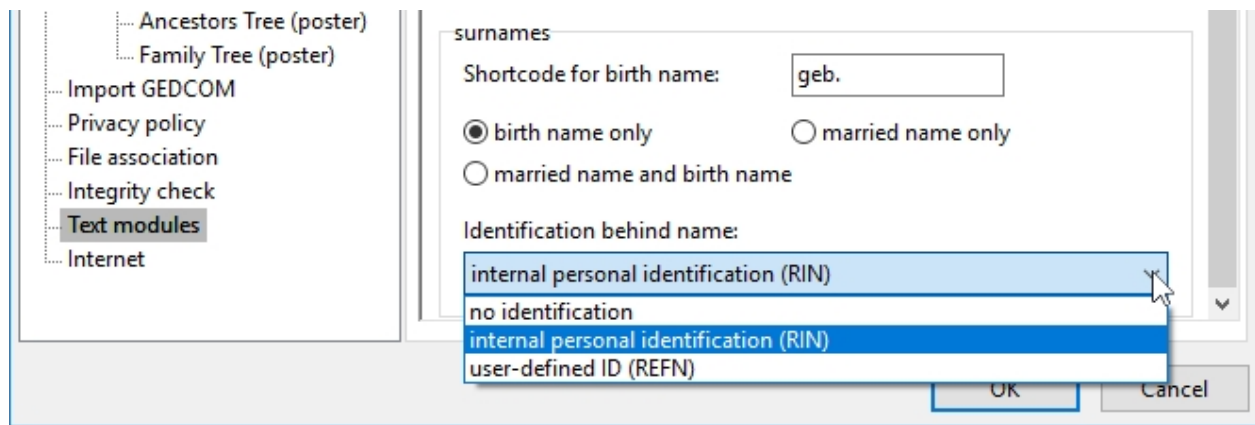 Ancestors Tree (poster)
Family Tree (poster)
Import GEDCOM
Privacy policy
File association
Integrity check
Text modules
Internet
surnames
Shortcode for birth name: geb.
birth name only married name only
married name and birth name
Identification behind name:
internal personal identification (RIN)
no identification
internal personal identification (RIN)
user-defined ID (REFN)
OK Cancel